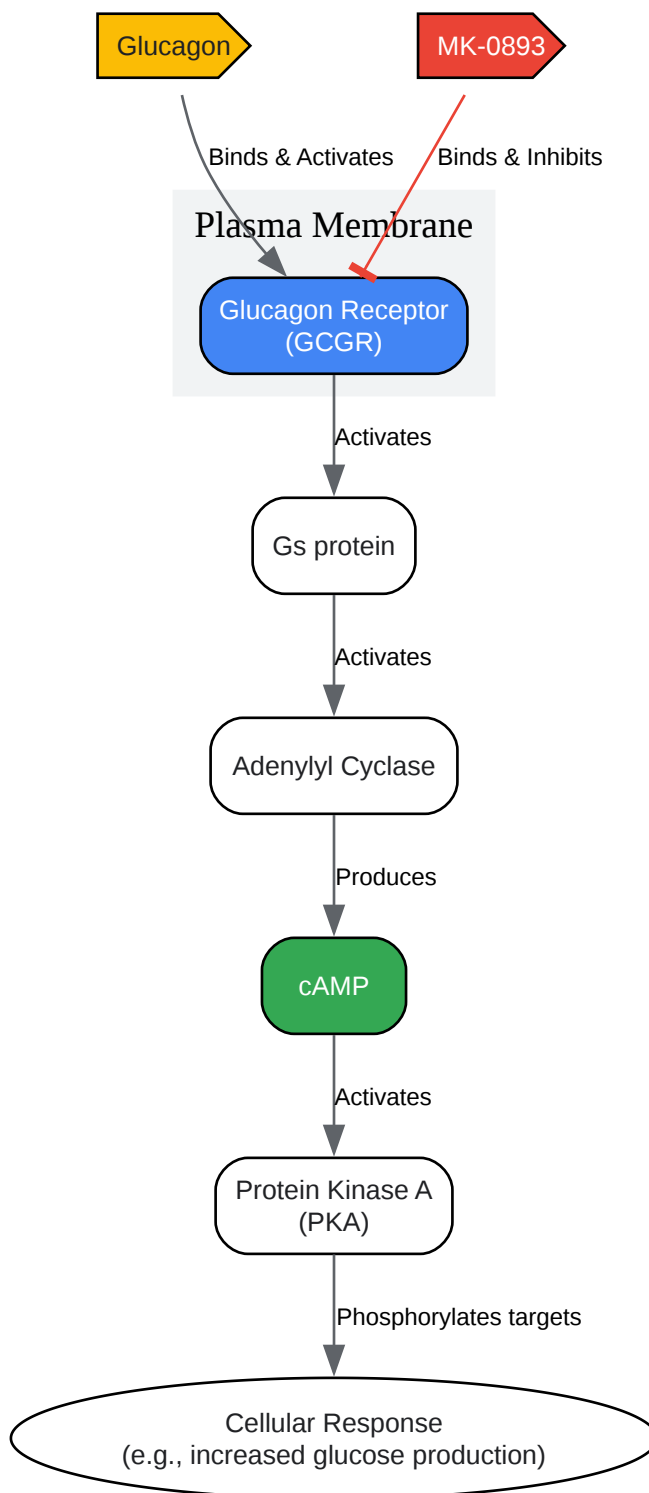 Glucagon
MK-0893
Binds & Activates
Binds & Inhibits
Plasma Membrane
Glucagon Receptor
(GCGR)
Activates
Gs protein
Activates
Adenylyl Cyclase
Produces
cAMP
Activates
Protein Kinase A
(PKA)
Phosphorylates targets
Cellular Response
(e.g., increased glucose production)